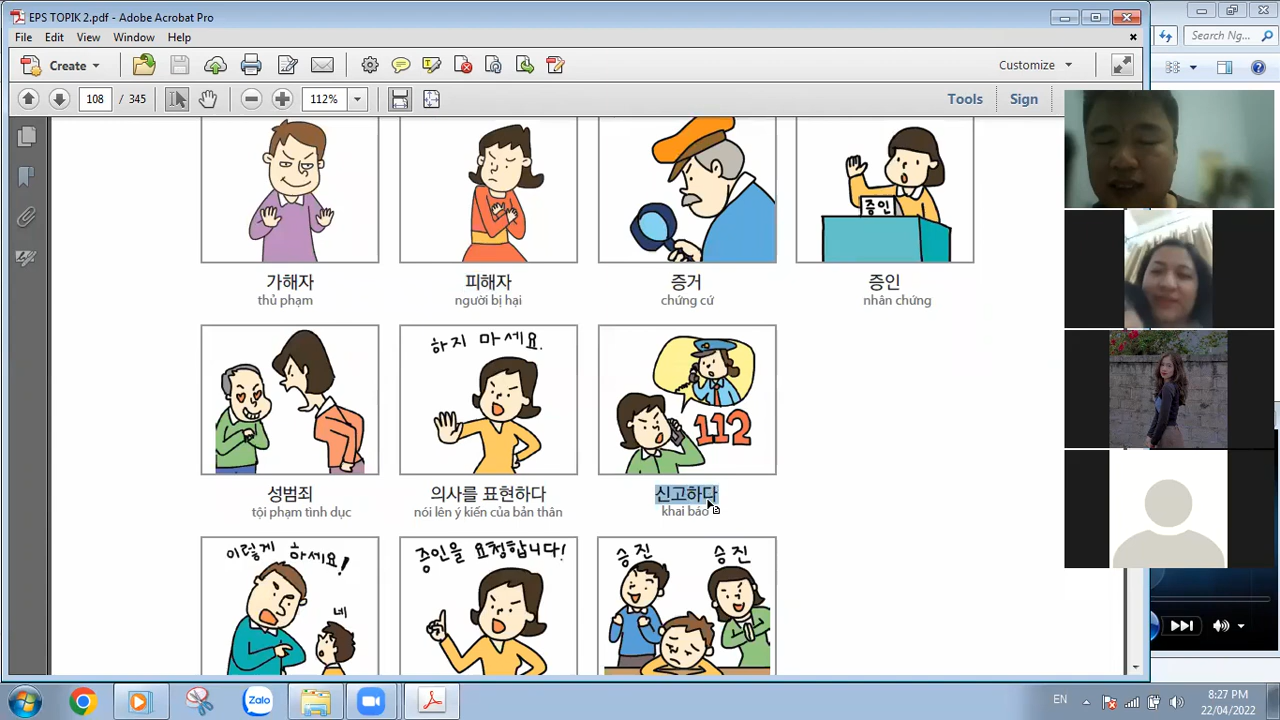 EPS TOPIK 2.pdf - Adobe Acrobat Pro
File Edit View Window Help
Search Ng...
Create
Customize
108 / 345
112%
Tools
Sign
증인
가해자
피해자
증거
증인
thủ phạm
người bị hại
chứng cứ
nhân chứng
하지 마세요.
112
성범죄
의사를 표현하다
신고하다
tội phạm tình dục
nói lên ý kiến của bản thân
khai báo
이렇게 하세요!
네
증인을 요청합니다!
승진
승진
Zalo
EN
8:27 PM
22/04/2022